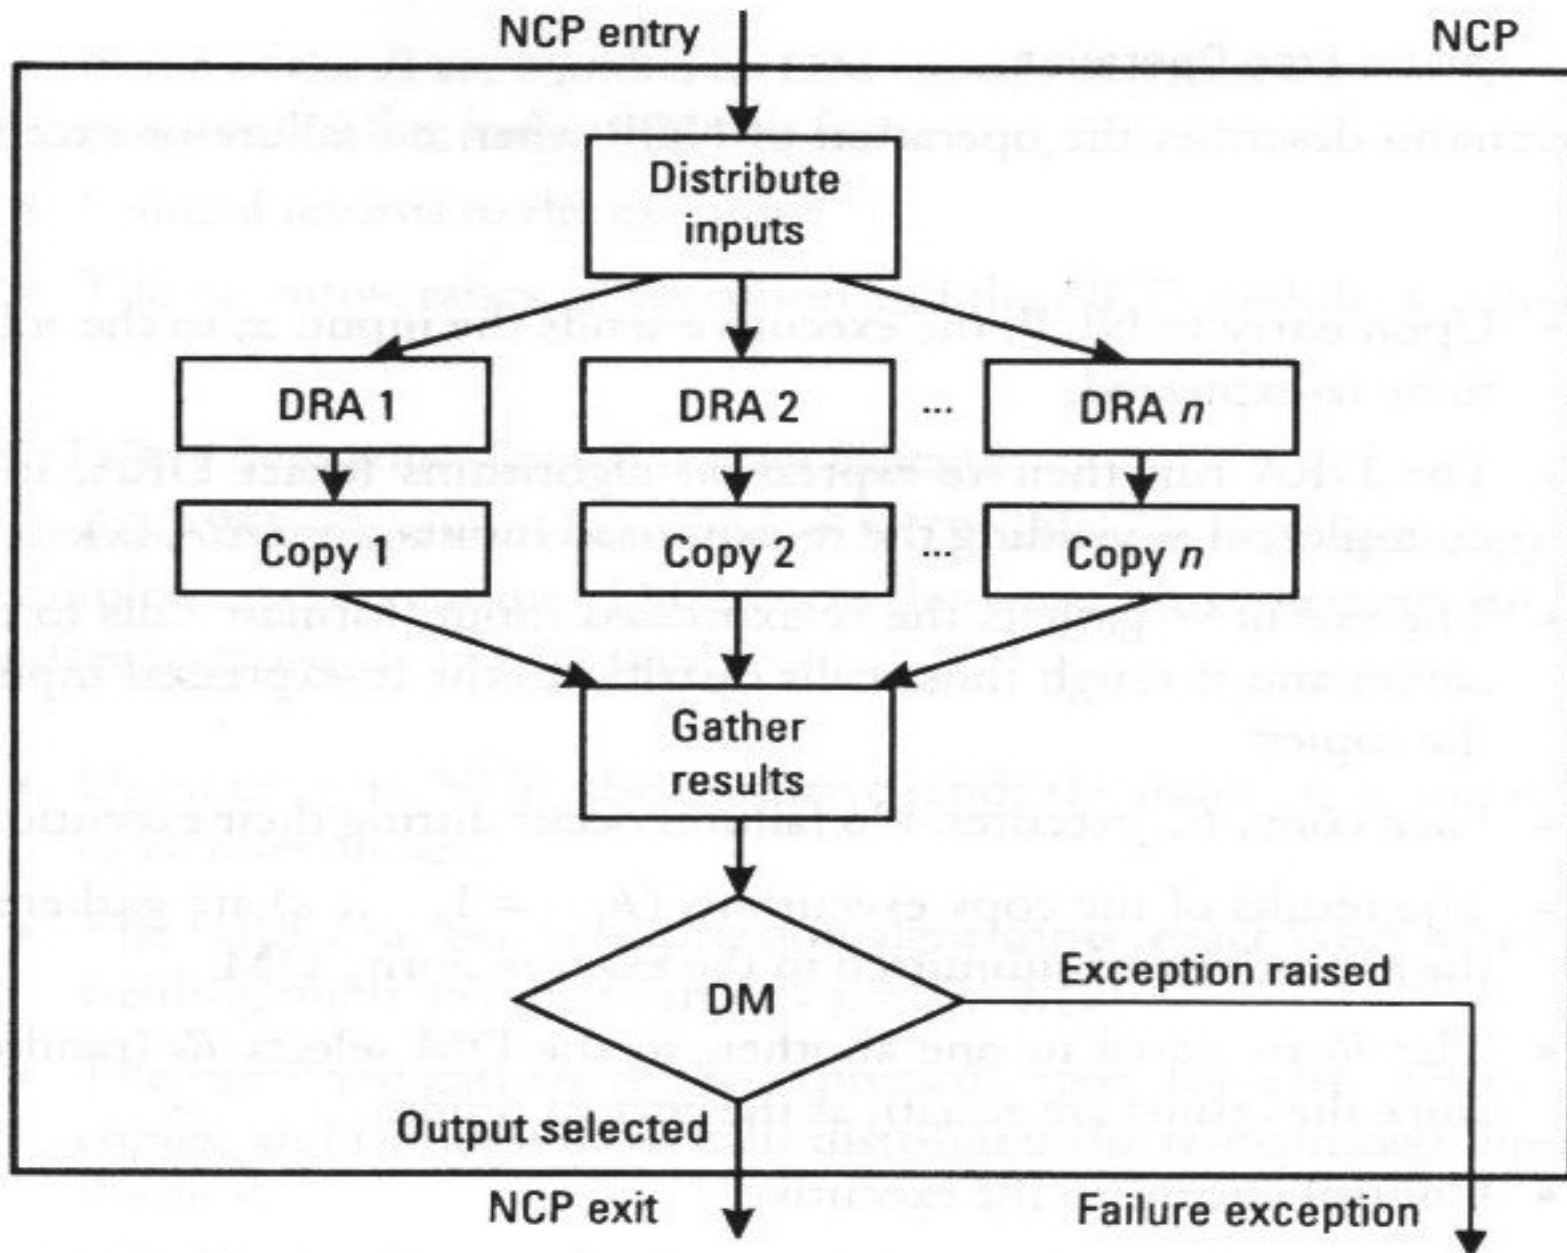 NCP entry
NCP
Distribute
inputs
DRA 1
DRA 2
...
DRA n
Copy 1
Copy 2
...
Copy n
Gather
results
DM
Exception raised
Output selected
NCP exit
Failure exception